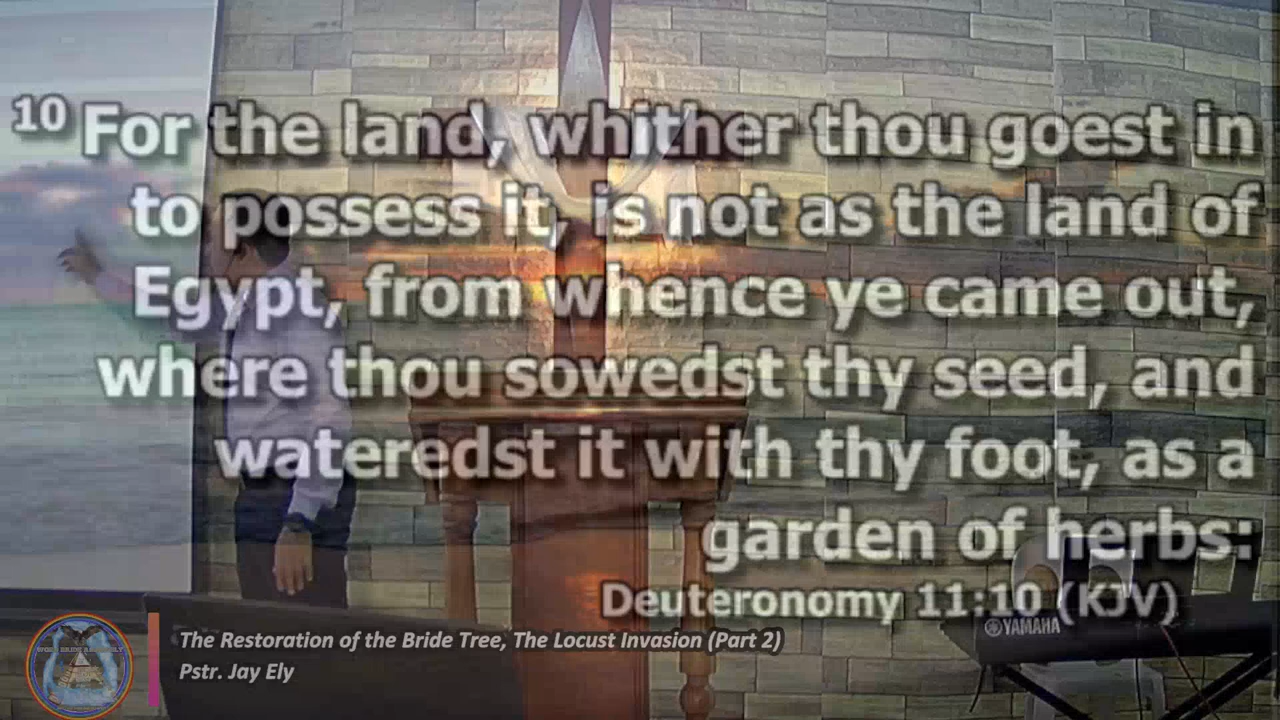 10 For the land, whither thou goest in
to possess it, is not as the land of
Egypt, from whence ye came out,
where thou sowedst thy seed, and
wateredst it with thy foot, as a
garden of herbs:
Deuteronomy 11:10 (KJV)
YAMAHA
The Restoration of the Bride Tree, The Locust Invasion (Part 2)
Pstr. Jay Ely